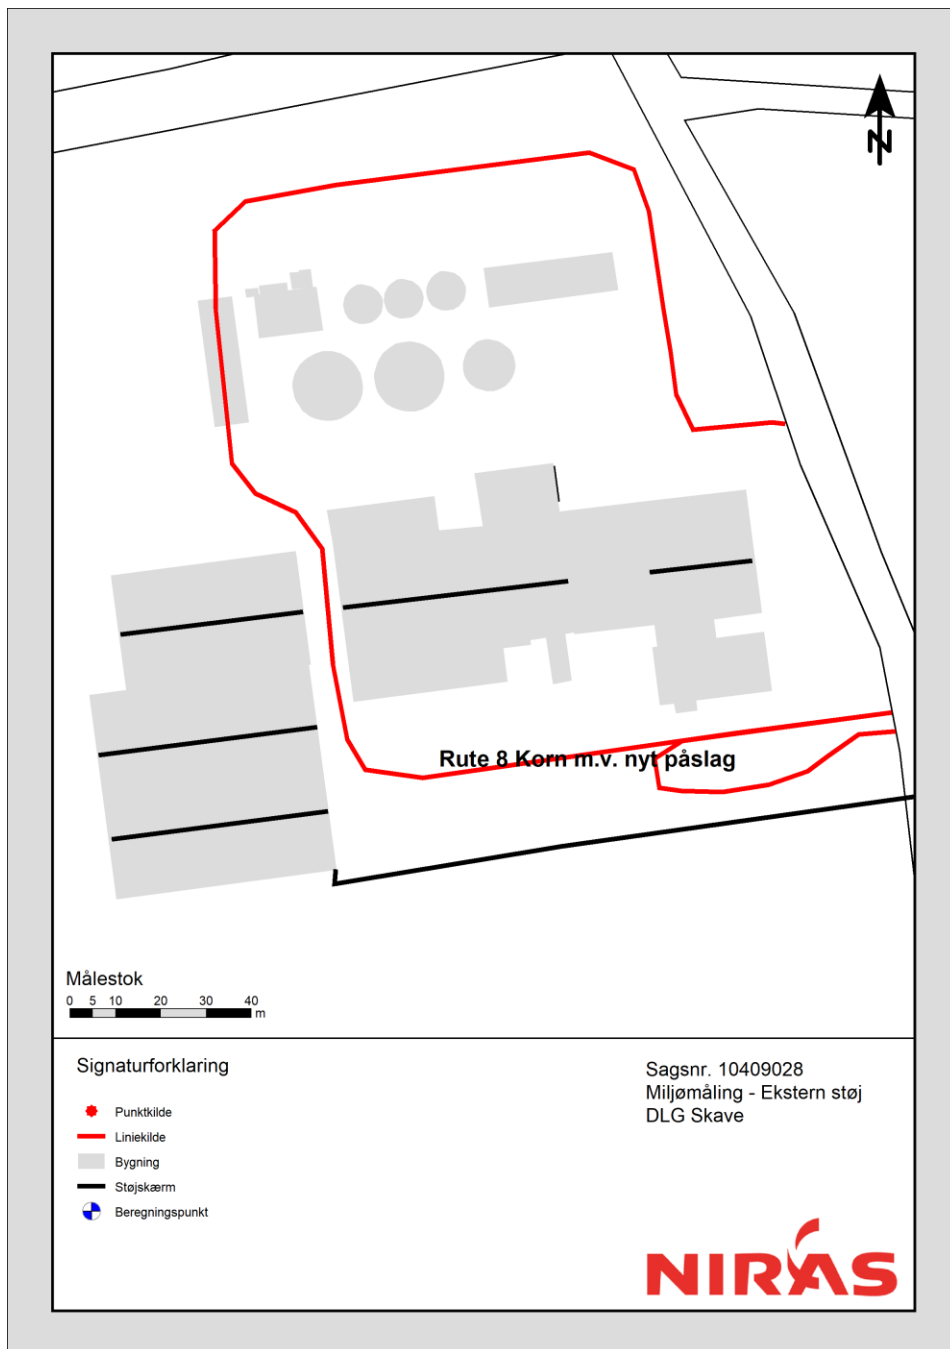 N
Rute 8 Korn m.v. nyt påslag
Målestok
0 5 10 20 30 40
m
Signaturforklaring
Punktkilde
Liniekilde
Bygning
Støjskærm
Beregningspunkt
Sagsnr. 10409028
Miljømåling - Ekstern støj
DLG Skave
NIRAS